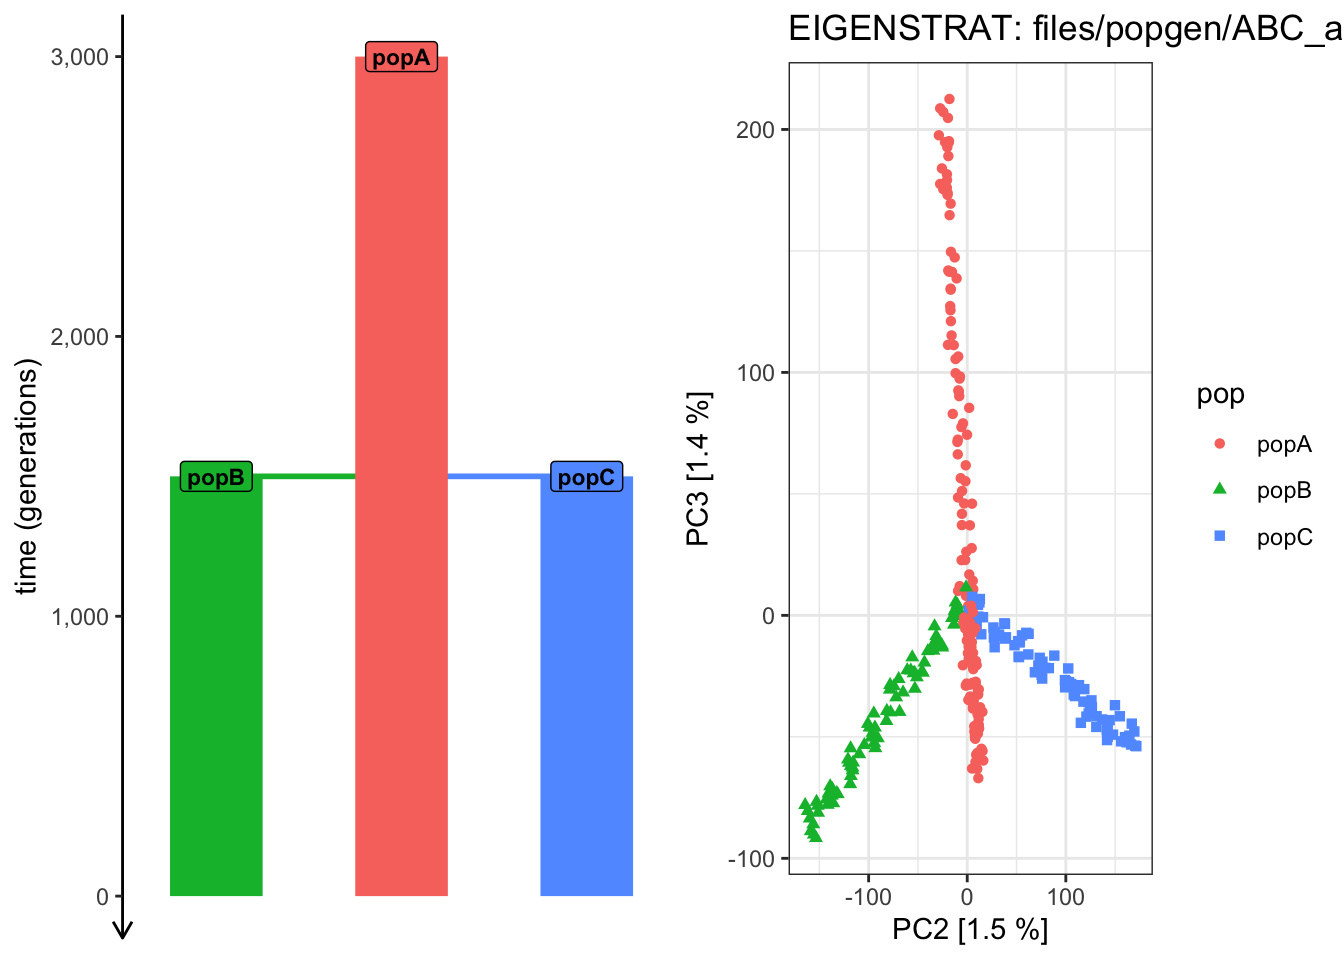 time (generations)
3,000
2,000
1,000
0
popA
popB
popC
EIGENSTRAT: files/popgen/ABC_a
PC3 [1.4 %]
200
100
0
-100
-100 0 100
PC2 [1.5 %]
pop
popA
popB
popC